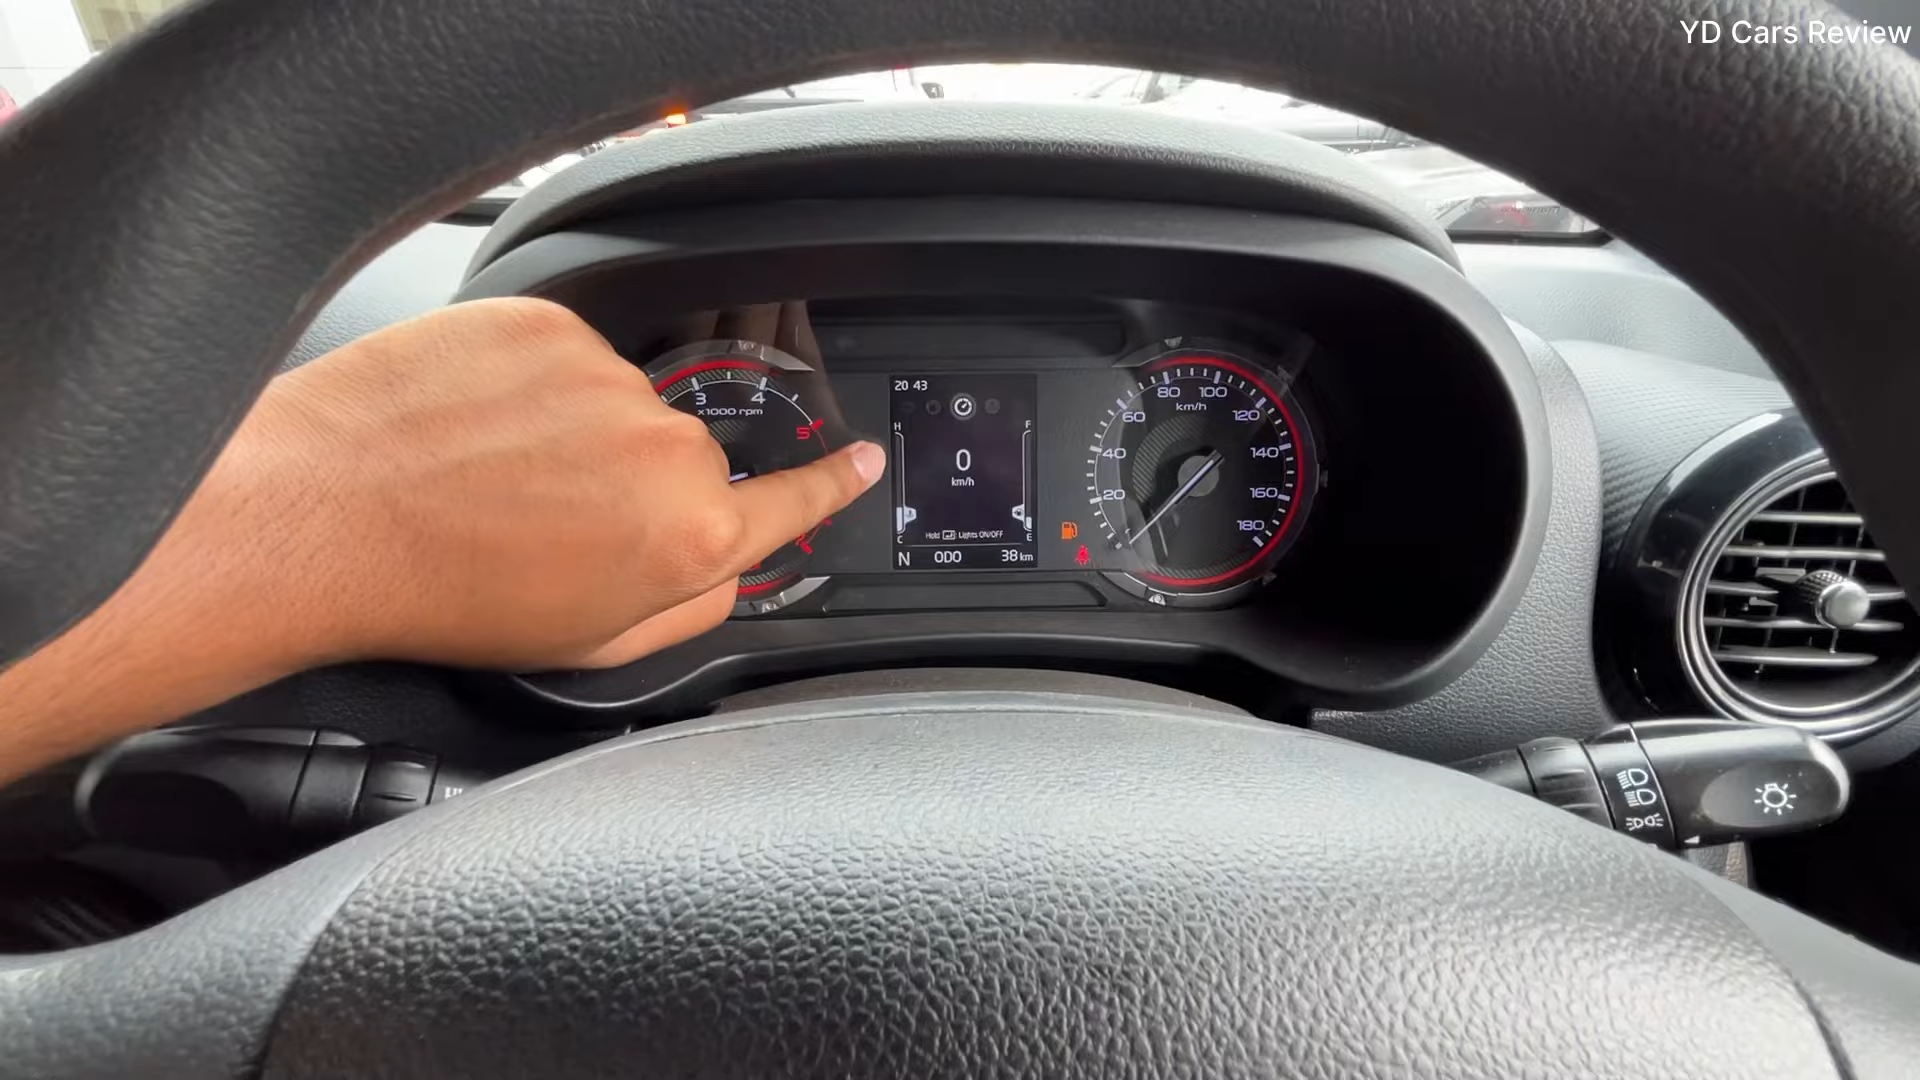 YD Cars Review
20 43
3 4
x1000 rpm
5
H F
0
km/h
C E
Hold Lights ON/OFF
N ODO 38 km
80 100
km/h
60 120
40 140
20 160
180